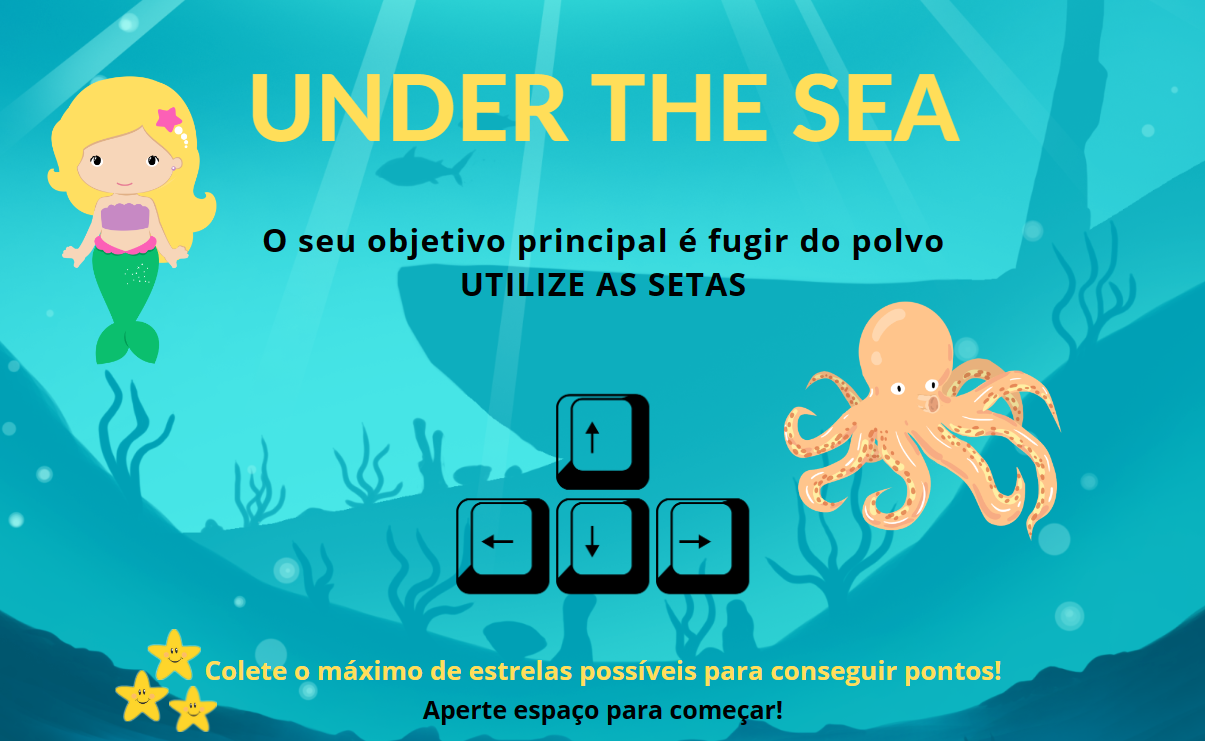 UNDER THE SEA
O seu objetivo principal é fugir do polvo
UTILIZE AS SETAS
Colete o máximo de estrelas possíveis para conseguir pontos!
Aperte espaço para começar!